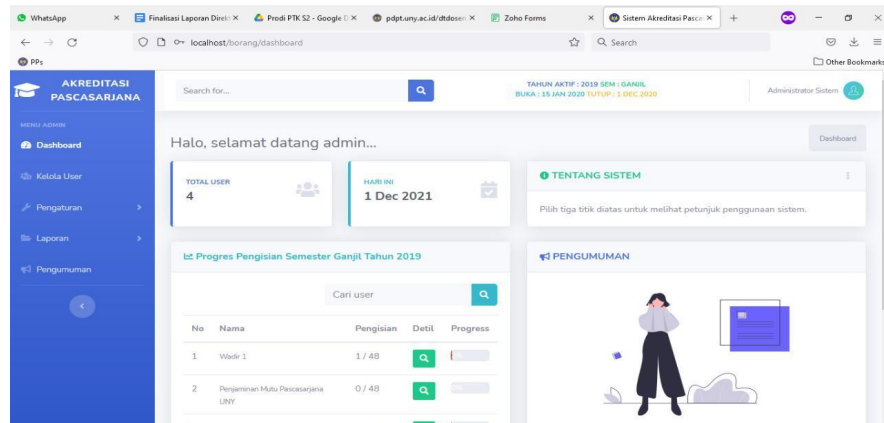 WhatsApp
Finalisasi Laporan Direkt
Prodi PTK S2 - Google D
pdpt.uny.ac.id/dtdosen
Zoho Forms
Sistem Akreditasi Pasca
localhost/borang/dashboard
Search
PPs
Other Bookmarks
AKREDITASI
PASCASARJANA
Search for...
TAHUN AKTIF : 2019 SEM : GANJIL
BUKA : 15 JAN 2020 TUTUP : 1 DEC 2020
Administrator Sistem
MENU ADMIN
Dashboard
Kelola User
Pengaturan
Laporan
Pengumuman
Halo, selamat datang admin...
Dashboard
TOTAL USER
4
HARI INI
1 Dec 2021
TENTANG SISTEM
Pilih tiga titik diatas untuk melihat petunjuk penggunaan sistem.
Progres Pengisian Semester Ganjil Tahun 2019
Cari user
No Nama Pengisian Detil Progress
1 Wadir 1 1 / 48
2 Penjaminan Mutu Pascasarjana UNY 0 / 48
PENGUMUMAN